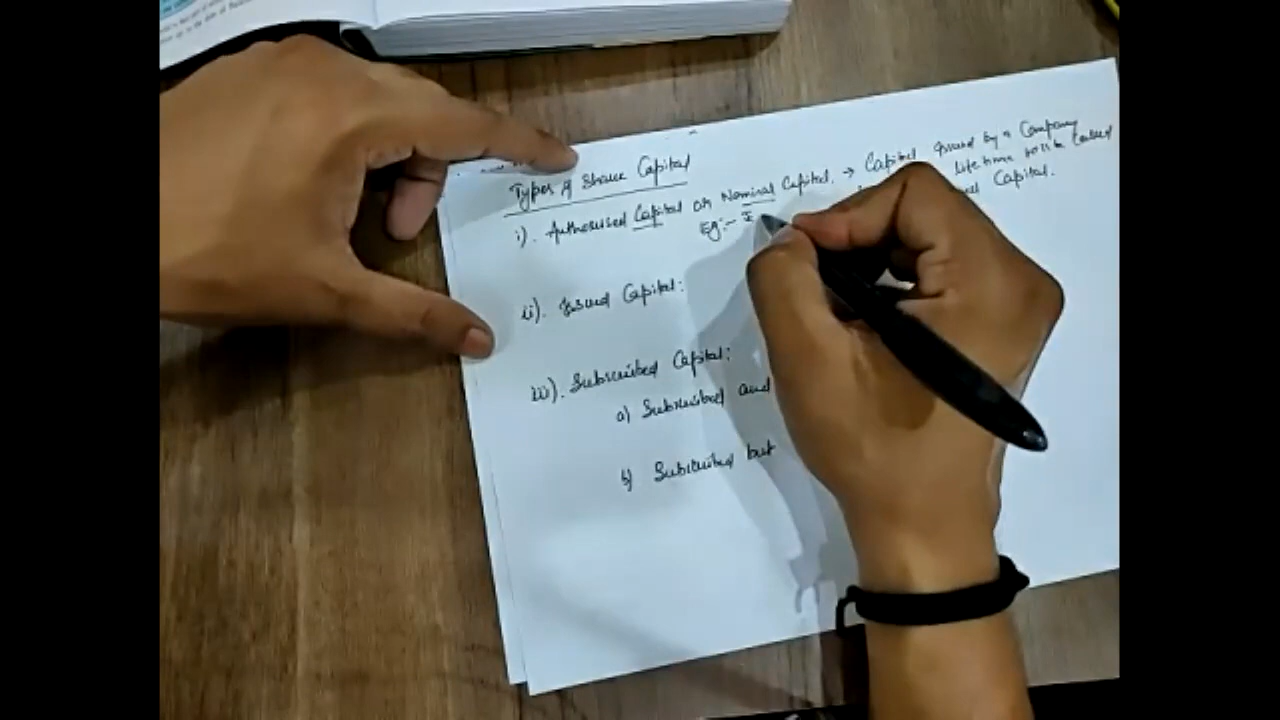 Types of Share Capital
i). Authorised Capital or Nominal Capital. → Capital issued by a Company
life time will be called
Capital.
Eg:-
ii). Issued Capital:
iii). Subscribed Capital:
a) Subscribed and
b) Subscribed but